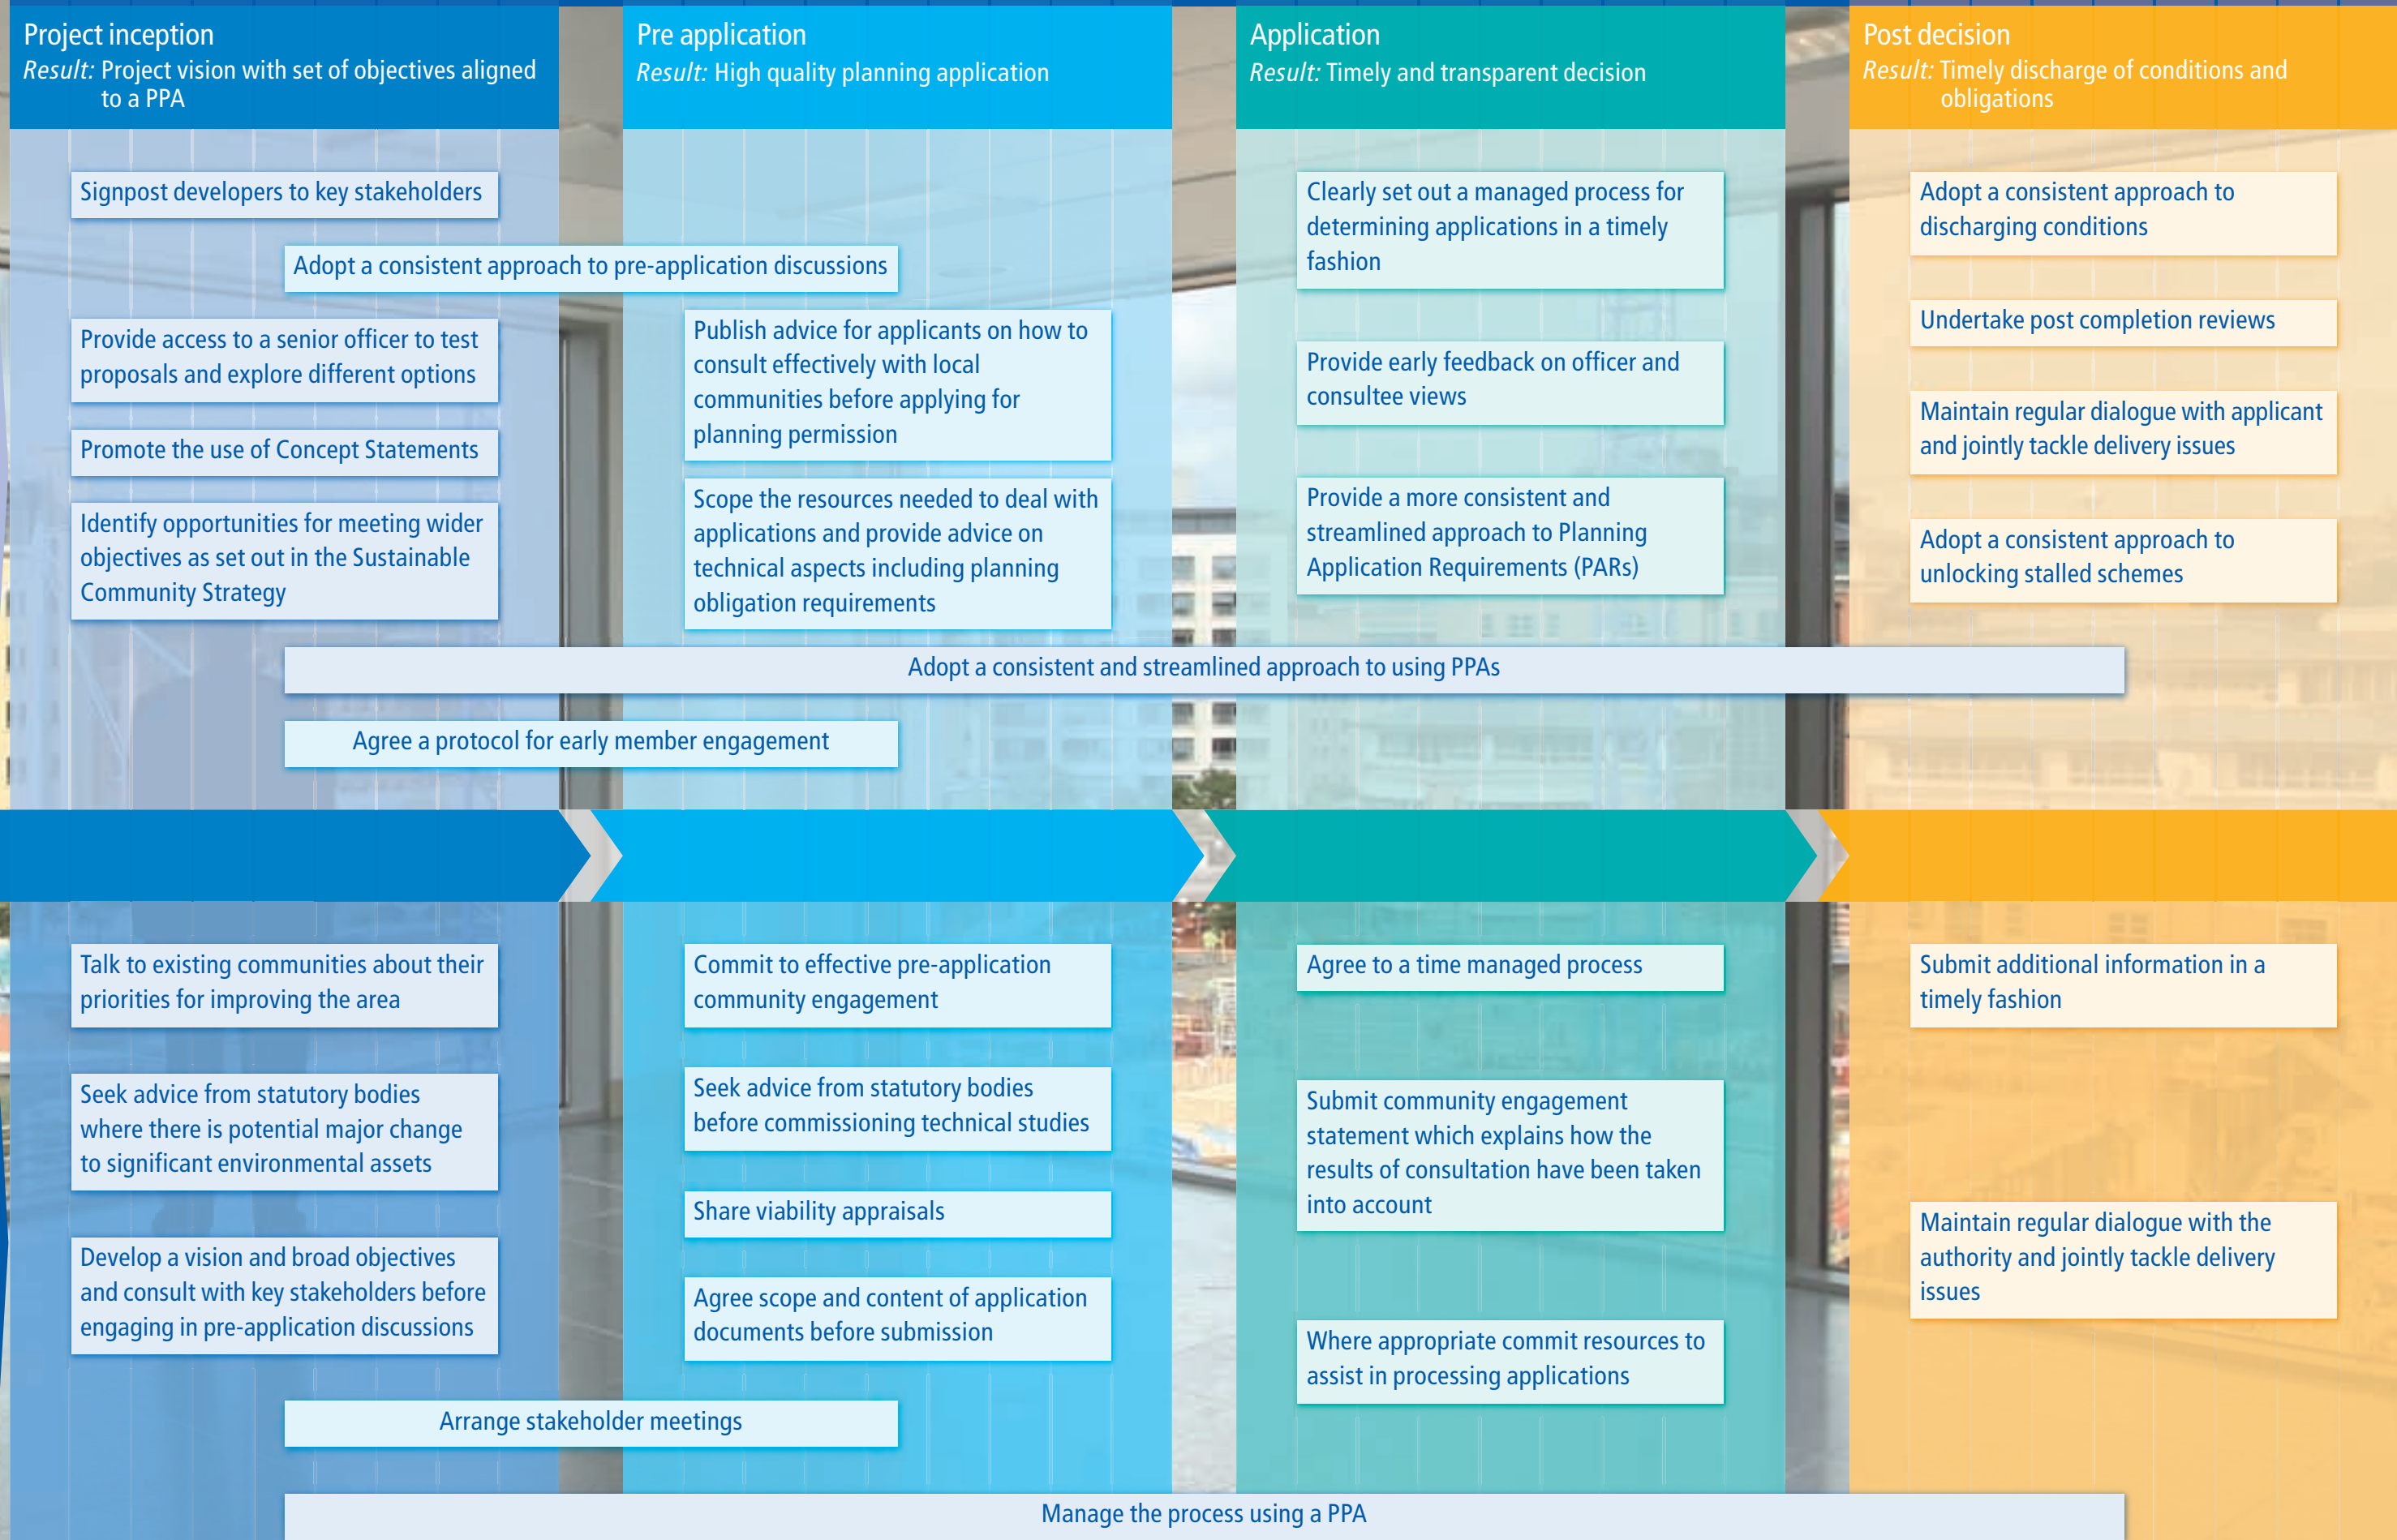 Project inception
Result: Project vision with set of objectives aligned
to a PPA
Signpost developers to key stakeholders
Adopt a consistent approach to pre-application discussions
Provide access to a senior officer to test
proposals and explore different options
Promote the use of Concept Statements
Identify opportunities for meeting wider
objectives as set out in the Sustainable
Community Strategy
Pre application
Result: High quality planning application
Publish advice for applicants on how to
consult effectively with local
communities before applying for
planning permission
Scope the resources needed to deal with
applications and provide advice on
technical aspects including planning
obligation requirements
Application
Result: Timely and transparent decision
Clearly set out a managed process for
determining applications in a timely
fashion
Provide early feedback on officer and
consultee views
Provide a more consistent and
streamlined approach to Planning
Application Requirements (PARs)
Post decision
Result: Timely discharge of conditions and
obligations
Adopt a consistent approach to
discharging conditions
Undertake post completion reviews
Maintain regular dialogue with applicant
and jointly tackle delivery issues
Adopt a consistent approach to
unlocking stalled schemes
Adopt a consistent and streamlined approach to using PPAs
Agree a protocol for early member engagement
Talk to existing communities about their
priorities for improving the area
Seek advice from statutory bodies
where there is potential major change
to significant environmental assets
Develop a vision and broad objectives
and consult with key stakeholders before
engaging in pre-application discussions
Commit to effective pre-application
community engagement
Seek advice from statutory bodies
before commissioning technical studies
Share viability appraisals
Agree scope and content of application
documents before submission
Arrange stakeholder meetings
Agree to a time managed process
Submit community engagement
statement which explains how the
results of consultation have been taken
into account
Where appropriate commit resources to
assist in processing applications
Submit additional information in a
timely fashion
Maintain regular dialogue with the
authority and jointly tackle delivery
issues
Manage the process using a PPA